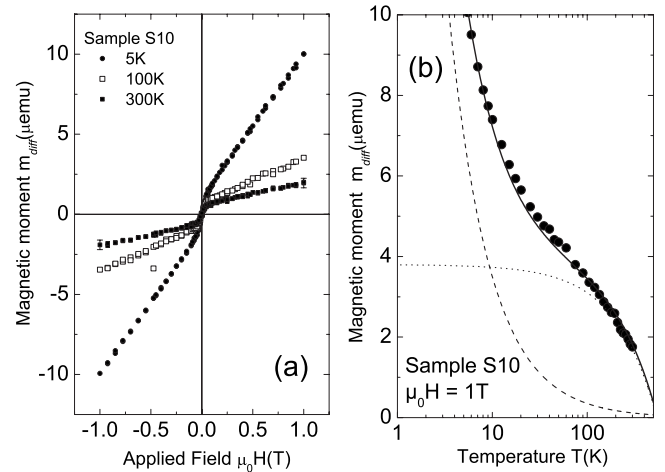 Sample S10
5K
100K
300K
10
5
0
-5
-10
Magnetic moment m_diff(μemu)
(a)
-1.0 -0.5 0.0 0.5 1.0
Applied Field μ₀H(T)
(b)
10
8
6
4
2
0
Magnetic moment m_diff(μemu)
Sample S10
μ₀H = 1T
1 10 100
Temperature T(K)